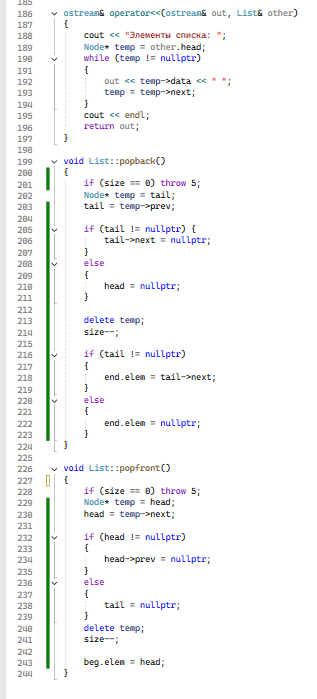 185
186 ostream& operator<<(ostream& out, List& other)
187 {
188 cout << "Элементы списка: ";
189 Node* temp = other.head;
190 while (temp != nullptr)
191 {
192 out << temp->data << " ";
193 temp = temp->next;
194 }
195 cout << endl;
196 return out;
197 }
198
199 void List::popback()
200 {
201 if (size == 0) throw 5;
202 Node* temp = tail;
203 tail = temp->prev;
204
205 if (tail != nullptr) {
206 tail->next = nullptr;
207 }
208 else
209 {
210 head = nullptr;
211 }
212
213 delete temp;
214 size--;
215
216 if (tail != nullptr)
217 {
218 end.elem = tail->next;
219 }
220 else
221 {
222 end.elem = nullptr;
223 }
224 }
225
226 void List::popfront()
227 {
228 if (size == 0) throw 5;
229 Node* temp = head;
230 head = temp->next;
231
232 if (head != nullptr)
233 {
234 head->prev = nullptr;
235 }
236 else
237 {
238 tail = nullptr;
239 }
240 delete temp;
241 size--;
242
243 beg.elem = head;
244 }